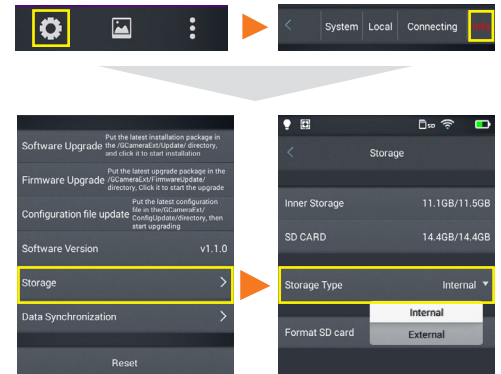 System Local Connecting
Software Upgrade
Put the latest installation package in
the /GCameraExt/Update/ directory,
and click it to start installation
Firmware Upgrade
Put the latest upgrade package in the
/GCameraExt/FirmwareUpdate/
directory, Click it to start the upgrade
Configuration file update
Put the latest configuration
file in the/GCameraExt/
ConfigUpdate/directory, then
start upgrading
Software Version v1.1.0
Storage
Data Synchronization
Reset
SD
Storage
Inner Storage 11.1GB/11.5GB
SD CARD 14.4GB/14.4GB
Storage Type Internal
Internal
External
Format SD card